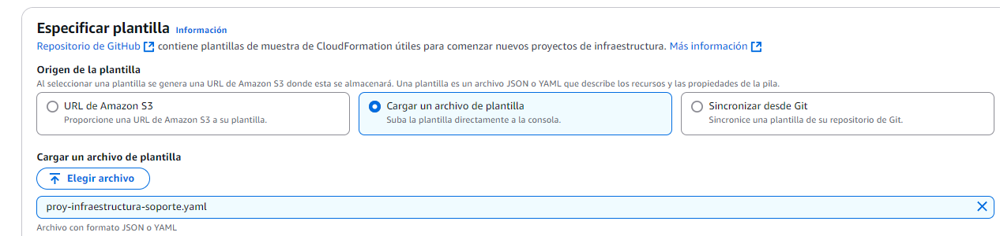 Especificar plantilla Información
Repositorio de GitHub contiene plantillas de muestra de CloudFormation útiles para comenzar nuevos proyectos de infraestructura. Más información
Origen de la plantilla
Al seleccionar una plantilla se genera una URL de Amazon S3 donde esta se almacenará. Una plantilla es un archivo JSON o YAML que describe los recursos y las propiedades de la pila.
URL de Amazon S3
Proporcione una URL de Amazon S3 a su plantilla.
Cargar un archivo de plantilla
Suba la plantilla directamente a la consola.
Sincronizar desde Git
Sincronice una plantilla de su repositorio de Git.
Cargar un archivo de plantilla
Elegir archivo
proy-infraestructura-soporte.yaml
Archivo con formato JSON o YAML